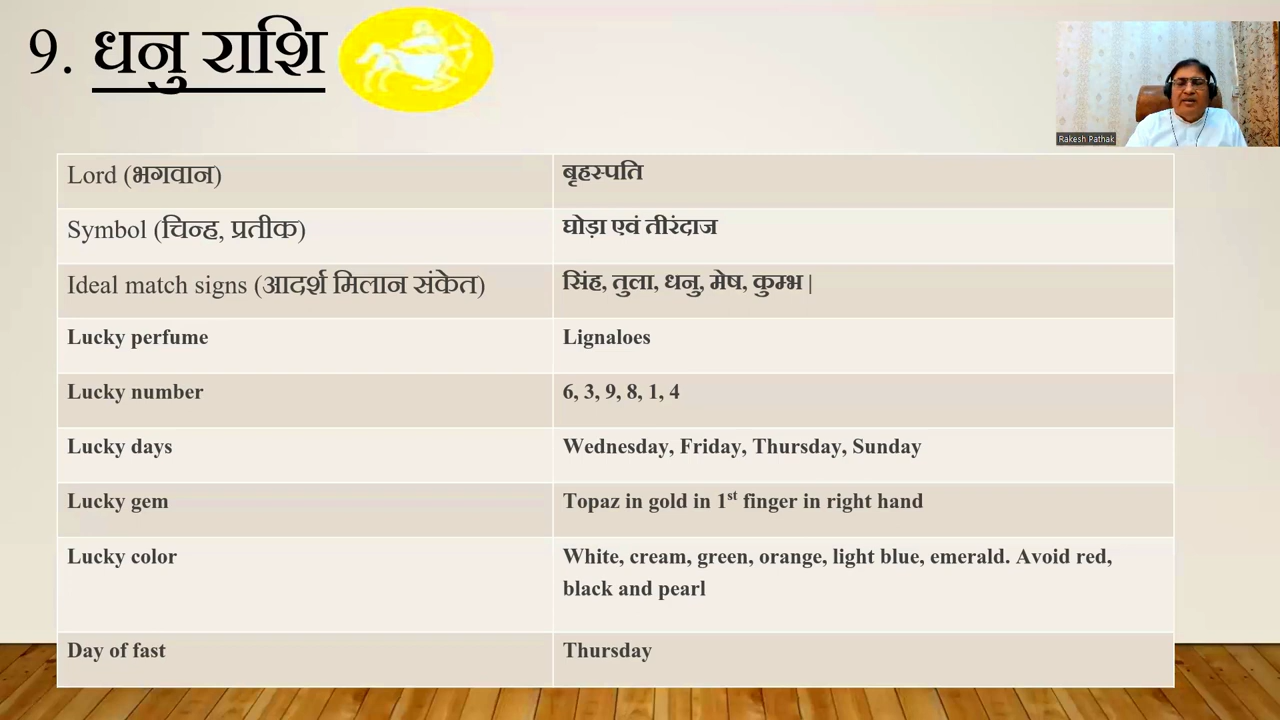 9. धनु राशि
Rakesh Pathak
Lord (भगवान)
बृहस्पति
Symbol (चिन्ह, प्रतीक)
घोड़ा एवं तीरंदाज
Ideal match signs (आदर्श मिलान संकेत)
सिंह, तुला, धनु, मेष, कुम्भ |
Lucky perfume
Lignaloes
Lucky number
6, 3, 9, 8, 1, 4
Lucky days
Wednesday, Friday, Thursday, Sunday
Lucky gem
Topaz in gold in 1st finger in right hand
Lucky color
White, cream, green, orange, light blue, emerald. Avoid red,
black and pearl
Day of fast
Thursday